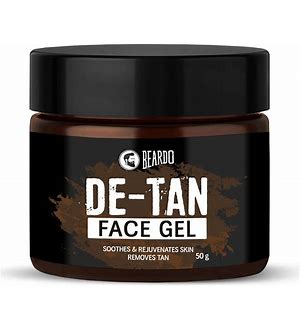 BEARDO
DE-TAN
FACE GEL
SOOTHES & REJUVENATES SKIN
REMOVES TAN
50 g